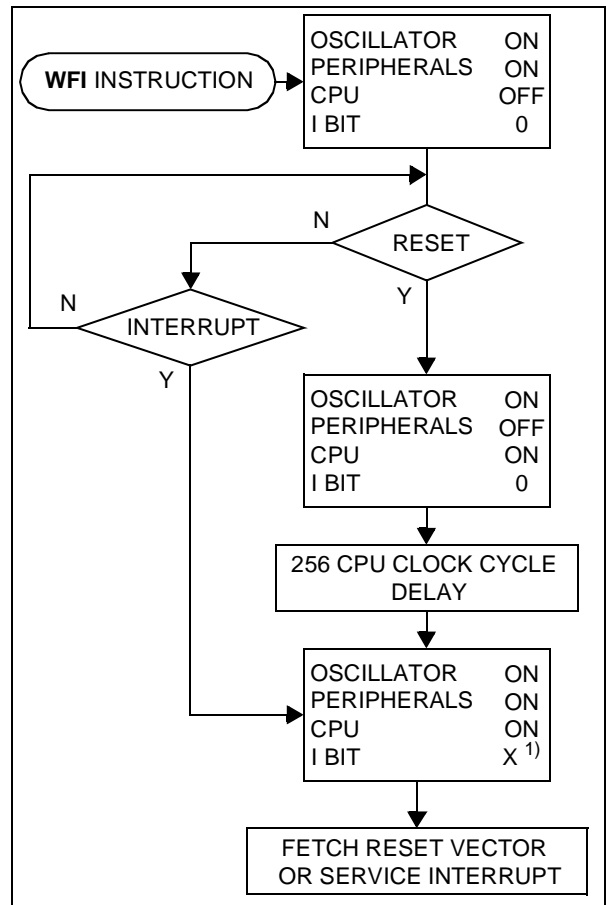 WFI INSTRUCTION
OSCILLATOR ON
PERIPHERALS ON
CPU OFF
I BIT 0
N
RESET
Y
N
INTERRUPT
Y
OSCILLATOR ON
PERIPHERALS OFF
CPU ON
I BIT 0
256 CPU CLOCK CYCLE
DELAY
OSCILLATOR ON
PERIPHERALS ON
CPU ON
I BIT X 1)
FETCH RESET VECTOR
OR SERVICE INTERRUPT